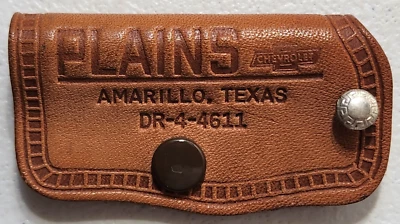 PLAINS CHEVROLET
AMARILLO, TEXAS
DR-4-4611